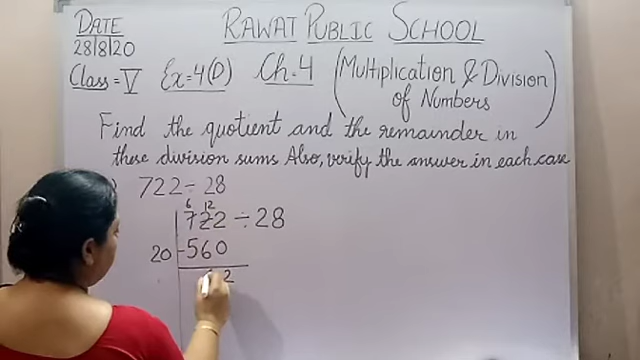 DATE
28/8/20
RAWAT PUBLIC SCHOOL
Class = V Ex = 4(D) Ch. 4 (Multiplication & Division
of Numbers)
Find the quotient and the remainder in
these division sums Also, verify the answer in each case
722 ÷ 28
6 12
722 ÷ 28
20 -560
2